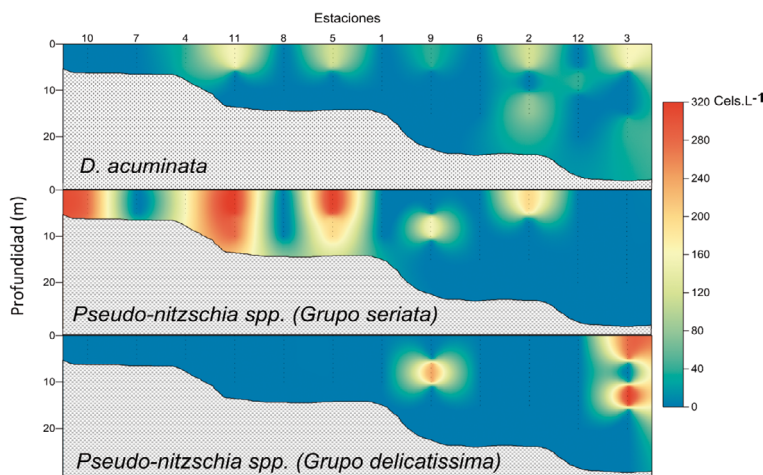 Estaciones
10 7 4 11 8 5 1 9 6 2 12 3
0
10
20
D. acuminata
0
10
20
Pseudo-nitzschia spp. (Grupo seriata)
0
10
20
Pseudo-nitzschia spp. (Grupo delicatissima)
Profundidad (m)
320 Cels.L-1
280
240
200
160
120
80
40
0